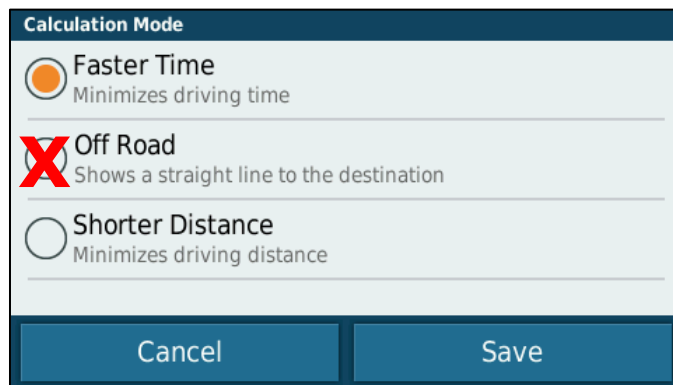 Calculation Mode
Faster Time
Minimizes driving time
X
Off Road
Shows a straight line to the destination
Shorter Distance
Minimizes driving distance
Cancel
Save